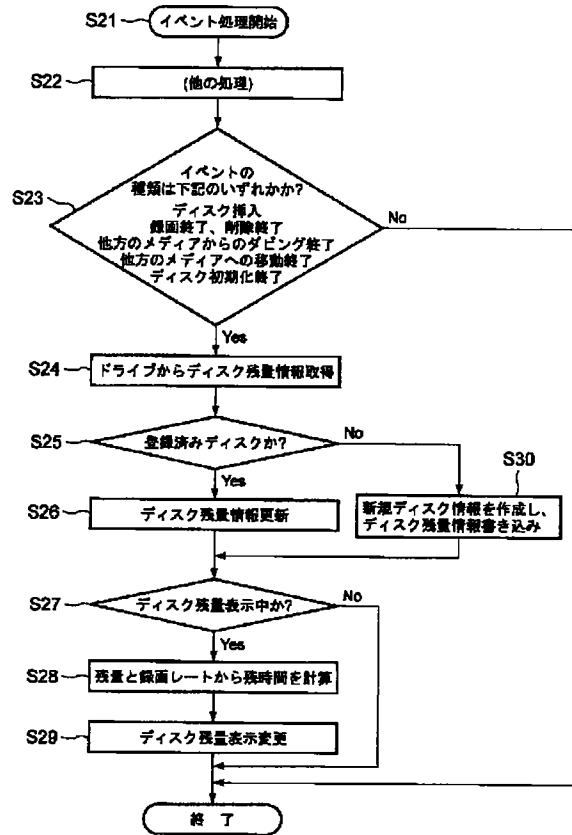 S21
イベント処理開始
S22
(他の処理)
S23
イベントの
種類は下記のいずれかか?
ディスク挿入
録画終了、削除終了
他方のメディアからのダビング終了
他方のメディアへの移動終了
ディスク初期化終了
No
Yes
S24
ドライブからディスク残量情報取得
S25
登録済みディスクか?
No
Yes
S26
ディスク残量情報更新
S30
新規ディスク情報を作成し、
ディスク残量情報書き込み
S27
ディスク残量表示中か?
No
Yes
S28
残量と録画レートから残時間を計算
S29
ディスク残量表示変更
終 了